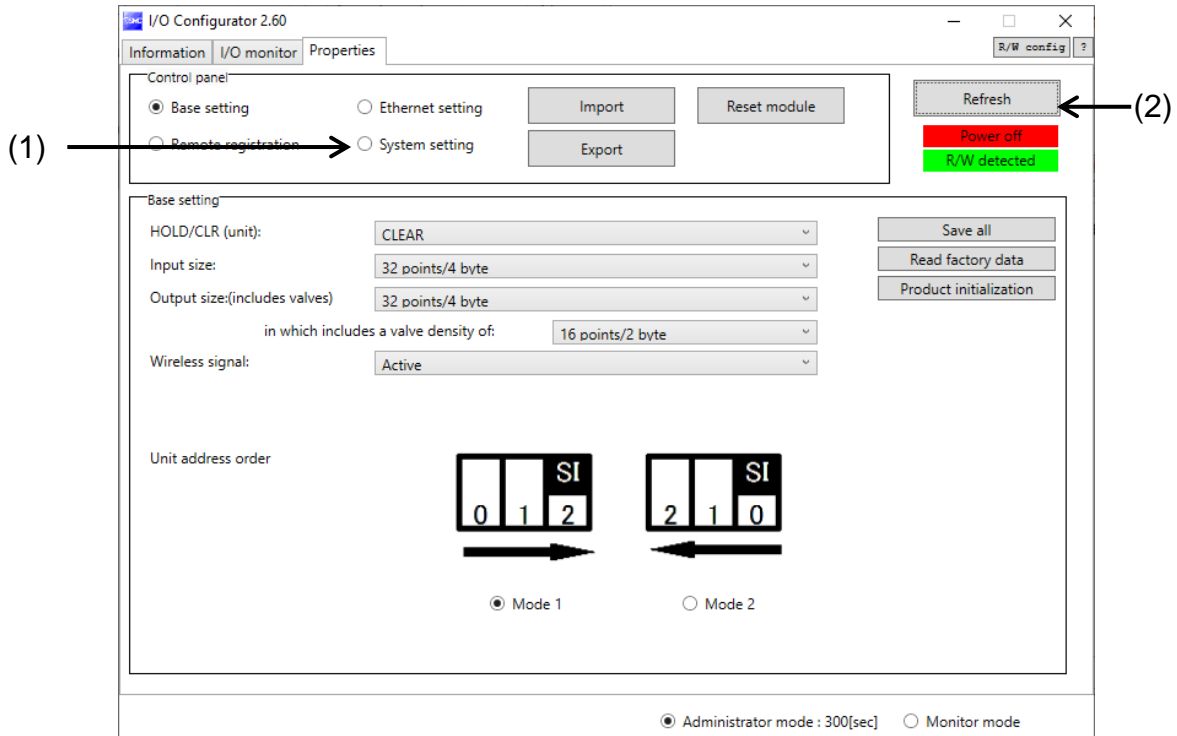 SMC I/O Configurator 2.60
Information I/O monitor Properties R/W config ?
Control panel
Base setting Ethernet setting Import Reset module Refresh (2)
Power off
(1) Remote registration System setting Export
R/W detected
Base setting
HOLD/CLR (unit): CLEAR Save all
Input size: 32 points/4 byte Read factory data
Output size:(includes valves) 32 points/4 byte Product initialization
in which includes a valve density of: 16 points/2 byte
Wireless signal: Active
Unit address order
SI SI
0 1 2 2 1 0
Mode 1 Mode 2
Administrator mode : 300[sec] Monitor mode